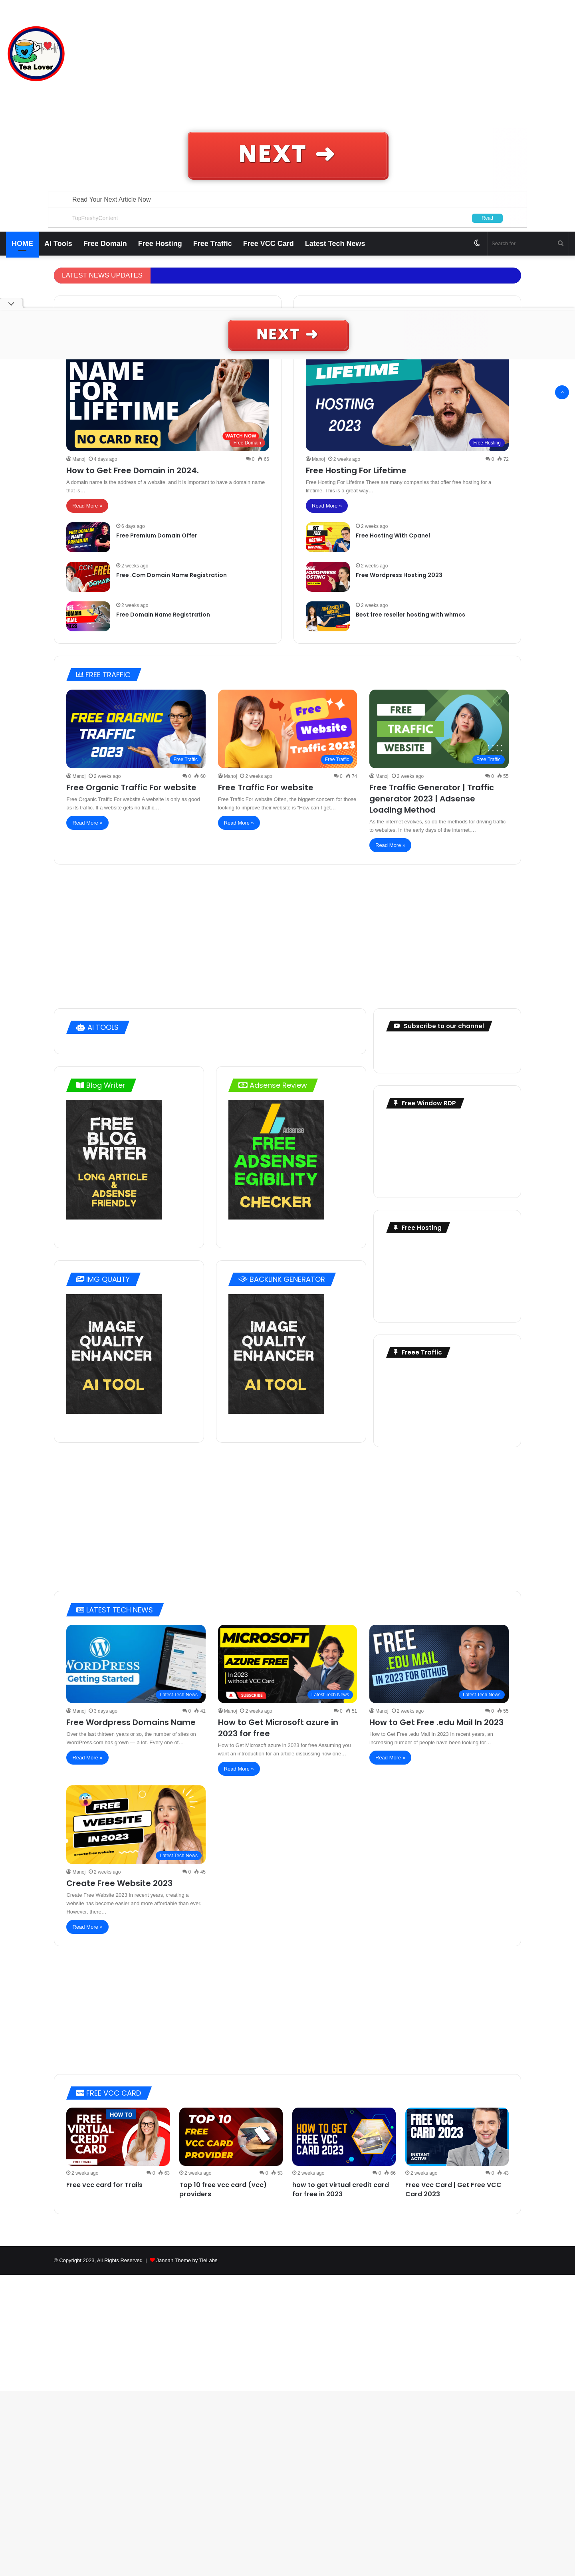 Tea Lover
NEXT ➜
Read Your Next Article Now
TopFreshyContent
Read
HOME
AI Tools
Free Domain
Free Hosting
Free Traffic
Free VCC Card
Latest Tech News
Search for
LATEST NEWS UPDATES
NEXT ➜
NAME
FOR
LIFETIME
NO CARD REQ
WATCH NOW
Free Domain
Manoj
4 days ago
0
66
How to Get Free Domain in 2024.
A domain name is the address of a website, and it is important to have a domain name
that is…
Read More »
6 days ago
Free Premium Domain Offer
2 weeks ago
Free .Com Domain Name Registration
2 weeks ago
Free Domain Name Registration
LIFETIME
HOSTING
2023
Free Hosting
Manoj
2 weeks ago
0
72
Free Hosting For Lifetime
Free Hosting For Lifetime There are many companies that offer free hosting for a
lifetime. This is a great way…
Read More »
2 weeks ago
Free Hosting With Cpanel
2 weeks ago
Free Wordpress Hosting 2023
2 weeks ago
Best free reseller hosting with whmcs
FREE TRAFFIC
FREE ORAGNIC
TRAFFIC
2023
Free Traffic
Manoj
2 weeks ago
0
60
Free Organic Traffic For website
Free Organic Traffic For website A website is only as good
as its traffic. If a website gets no traffic,…
Read More »
Free
Website
Traffic 2023
Free Traffic
Manoj
2 weeks ago
0
74
Free Traffic For website
Free Traffic For website Often, the biggest concern for those
looking to improve their website is "How can I get…
Read More »
FREE
TRAFFIC
WEBSITE
Free Traffic
Manoj
2 weeks ago
0
55
Free Traffic Generator | Traffic
generator 2023 | Adsense
Loading Method
As the internet evolves, so do the methods for driving traffic
to websites. In the early days of the internet,…
Read More »
AI TOOLS
Subscribe to our channel
Blog Writer
FREE
BLOG
WRITER
LONG ARTICLE
&
ADSENSE
FRIENDLY
Adsense Review
Adsense
FREE
ADSENSE
EGIBILITY
CHECKER
Free Window RDP
Free Hosting
IMG QUALITY
IMAGE
QUALITY
ENHANCER
AI TOOL
BACKLINK GENERATOR
IMAGE
QUALITY
ENHANCER
AI TOOL
Freee Traffic
LATEST TECH NEWS
WORDPRESS
Getting Started
Latest Tech News
Manoj
3 days ago
0
41
Free Wordpress Domains Name
Over the last thirteen years or so, the number of sites on
WordPress.com has grown — a lot. Every one of…
Read More »
MICROSOFT
AZURE FREE
In 2023
without VCC Card
SUBSCRIBE
Latest Tech News
Manoj
2 weeks ago
0
51
How to Get Microsoft azure in
2023 for free
How to Get Microsoft azure in 2023 for free Assuming you
want an introduction for an article discussing how one…
Read More »
FREE
.EDU MAIL
IN 2023 FOR GITHUB
Latest Tech News
Manoj
2 weeks ago
0
55
How to Get Free .edu Mail In 2023
How to Get Free .edu Mail In 2023 In recent years, an
increasing number of people have been looking for…
Read More »
FREE
WEBSITE
IN 2023
create free website
Latest Tech News
Manoj
2 weeks ago
0
45
Create Free Website 2023
Create Free Website 2023 In recent years, creating a
website has become easier and more affordable than ever.
However, there…
Read More »
FREE VCC CARD
HOW TO
FREE
VIRTUAL
CREDIT
CARD
FREE TRAILS
2 weeks ago
0
63
Free vcc card for Trails
TOP 10
FREE
VCC CARD
PROVIDER
2 weeks ago
0
53
Top 10 free vcc card (vcc)
providers
HOW TO GET
FREE VCC
CARD 2023
2 weeks ago
0
how to get virtual credit card
for free in 2023
FREE VCC
CARD 2023
INSTANT
ACTIVE
2 weeks ago
0
43
Free Vcc Card | Get Free VCC
Card 2023
© Copyright 2023, All Rights Reserved | Jannah Theme by TieLabs